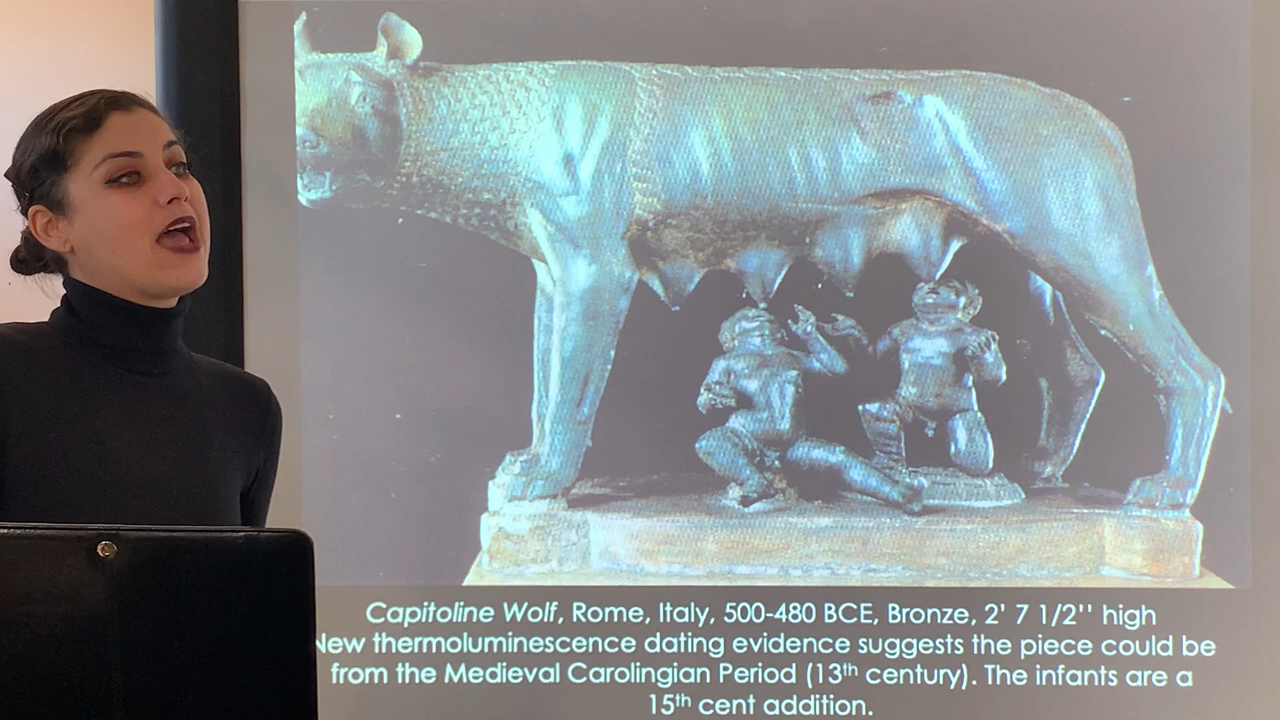 Capitoline Wolf, Rome, Italy, 500-480 BCE, Bronze, 2' 7 1/2'' high
New thermoluminescence dating evidence suggests the piece could be
from the Medieval Carolingian Period (13th century). The infants are a
15th cent addition.